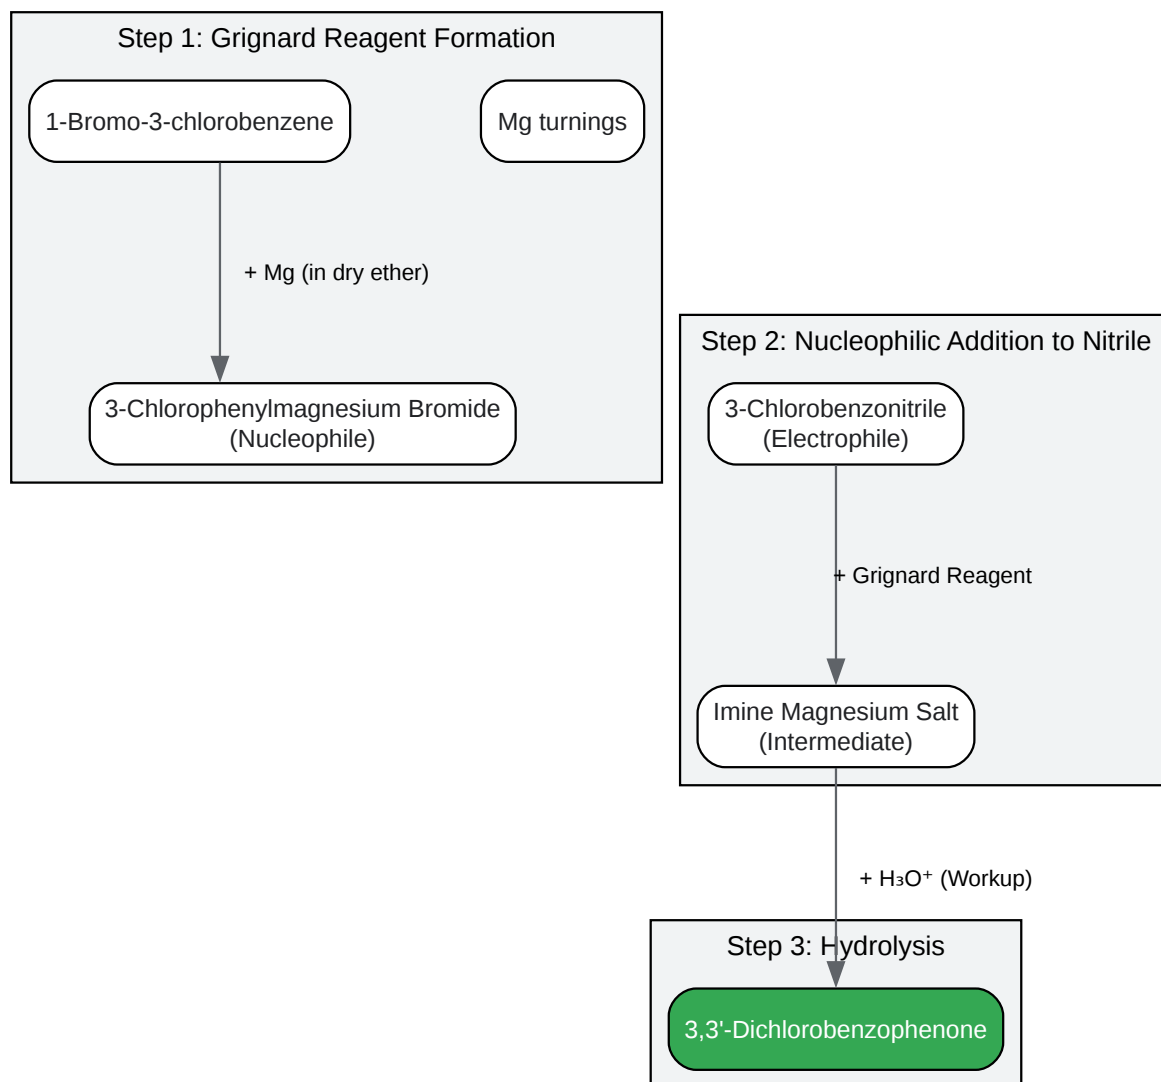 Step 1: Grignard Reagent Formation
1-Bromo-3-chlorobenzene
Mg turnings
+ Mg (in dry ether)
3-Chlorophenylmagnesium Bromide
(Nucleophile)
Step 2: Nucleophilic Addition to Nitrile
3-Chlorobenzonitrile
(Electrophile)
+ Grignard Reagent
Imine Magnesium Salt
(Intermediate)
+ H₃O⁺ (Workup)
Step 3: Hydrolysis
3,3'-Dichlorobenzophenone